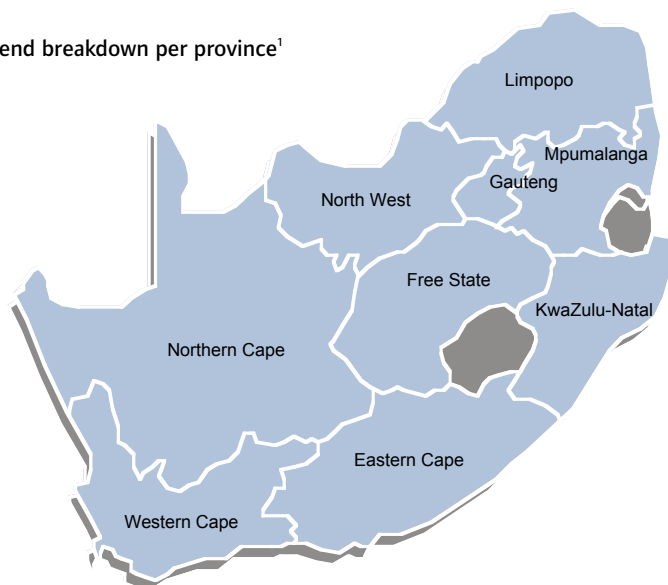 end breakdown per province¹
Limpopo
Mpumalanga
Gauteng
North West
Free State
KwaZulu-Natal
Northern Cape
Eastern Cape
Western Cape